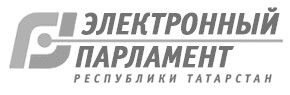 ЭЛЕКТРОННЫЙ
ПАРЛАМЕНТ
РЕСПУБЛИКИ ТАТАРСТАН